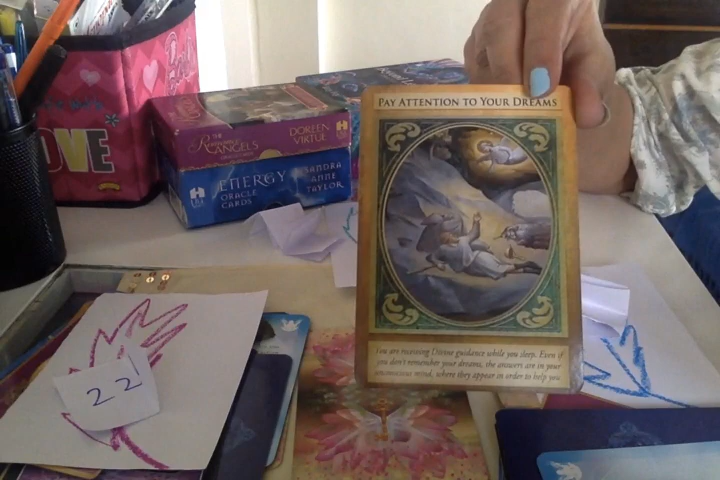 PAY ATTENTION TO YOUR DREAMS
You are receiving Divine guidance while you sleep. Even if
you don't remember your dreams, the answers are in your
unconscious mind, where they appear in order to help you.
ANGELS
DOREEN
VIRTUE
ENERGY
ORACLE
CARDS
SANDRA
ANNE
TAYLOR
OVE
22